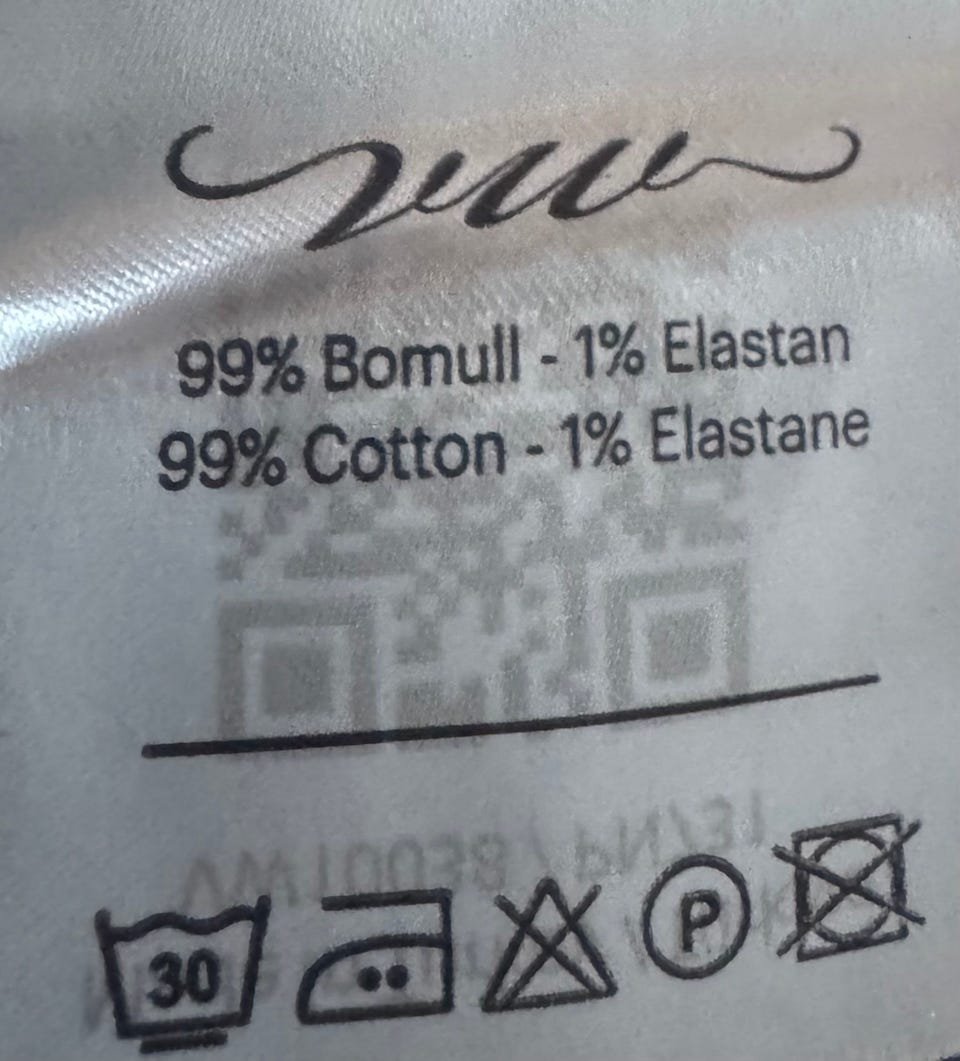 99% Bomull - 1% Elastan
99% Cotton - 1% Elastane
30
P